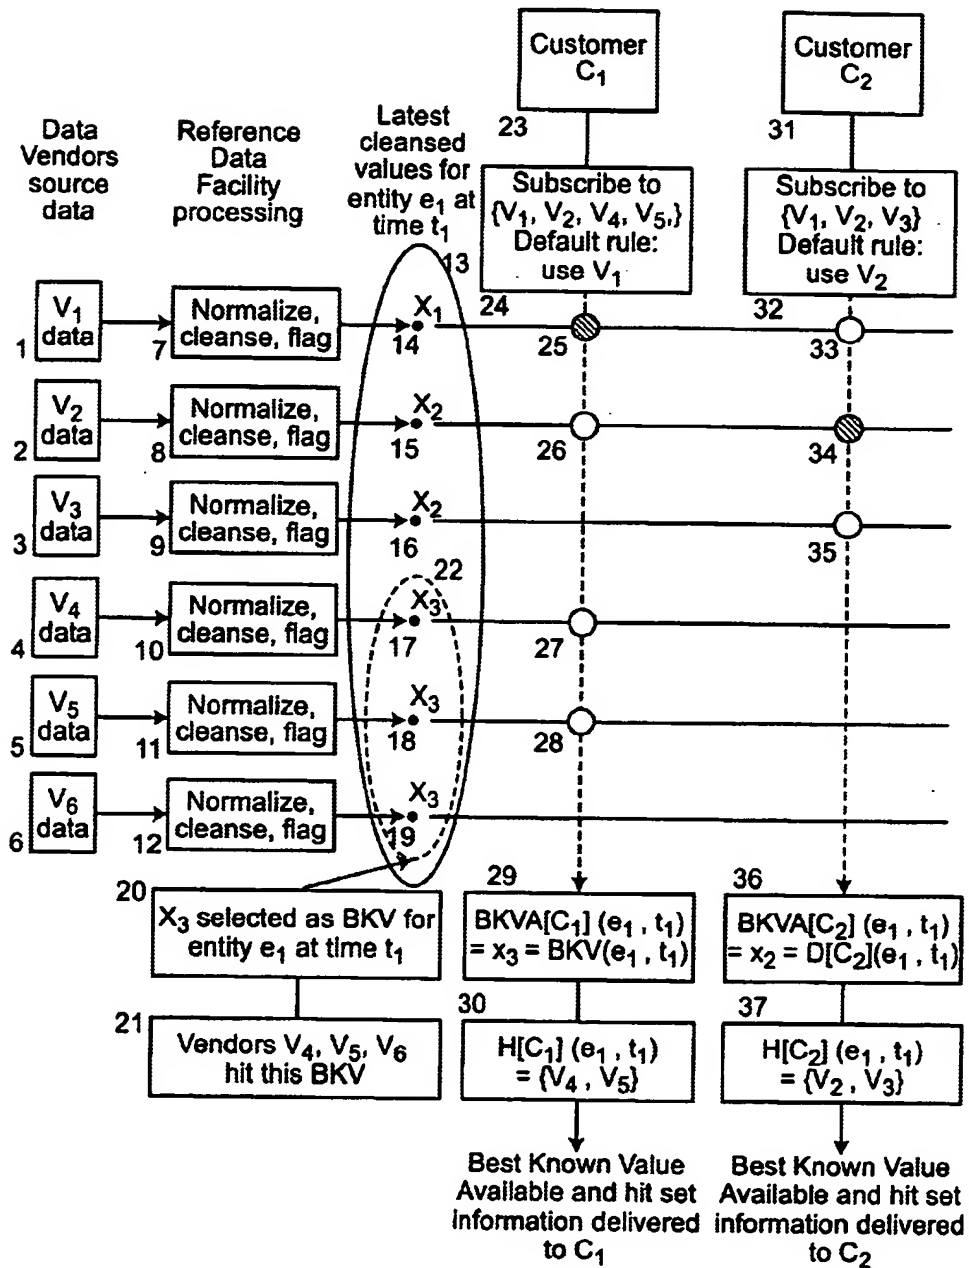 Customer
C1
Customer
C2
23
31
Data
Vendors
source
data
Reference
Data
Facility
processing
Latest
cleansed
values for
entity e1 at
time t1
13
Subscribe to
{V1, V2, V4, V5,}
Default rule:
use V1
Subscribe to
{V1, V2, V3}
Default rule:
use V2
24
32
V1
data
1
Normalize,
cleanse, flag
7
X1
14
25
33
V2
data
2
Normalize,
cleanse, flag
8
X2
15
26
34
V3
data
3
Normalize,
cleanse, flag
9
X2
16
35
22
V4
data
4
Normalize,
cleanse, flag
10
X3
17
27
V5
data
5
Normalize,
cleanse, flag
11
X3
18
28
V6
data
6
Normalize,
cleanse, flag
12
X3
19
20
X3 selected as BKV for
entity e1 at time t1
21
Vendors V4, V5, V6
hit this BKV
29
BKVA[C1] (e1 , t1)
= x3 = BKV(e1 , t1)
30
H[C1] (e1 , t1)
= {V4 , V5}
Best Known Value
Available and hit set
information delivered
to C1
36
BKVA[C2] (e1 , t1)
= x2 = D[C2](e1 , t1)
37
H[C2] (e1 , t1)
= {V2 , V3}
Best Known Value
Available and hit set
information delivered
to C2